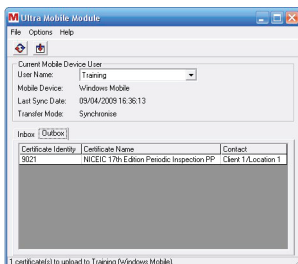 Ultra Mobile Module
File Options Help
Current Mobile Device User
User Name: Training
Mobile Device: Windows Mobile
Last Sync Date: 09/04/2009 16:36:13
Transfer Mode: Synchronise
Inbox Outbox
Certificate Identity Certificate Name Contact
9021 NICEIC 17th Edition Periodic Inspection PP Client 1/Location 1
1 certificate(s) to upload to Training (Windows Mobile)